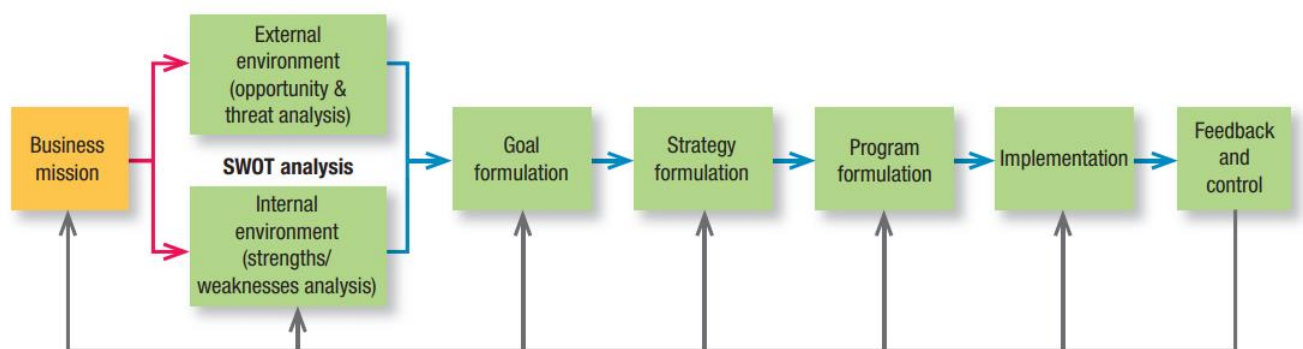 Business
mission
External
environment
(opportunity &
threat analysis)
SWOT analysis
Internal
environment
(strengths/
weaknesses analysis)
Goal
formulation
Strategy
formulation
Program
formulation
Implementation
Feedback
and
control